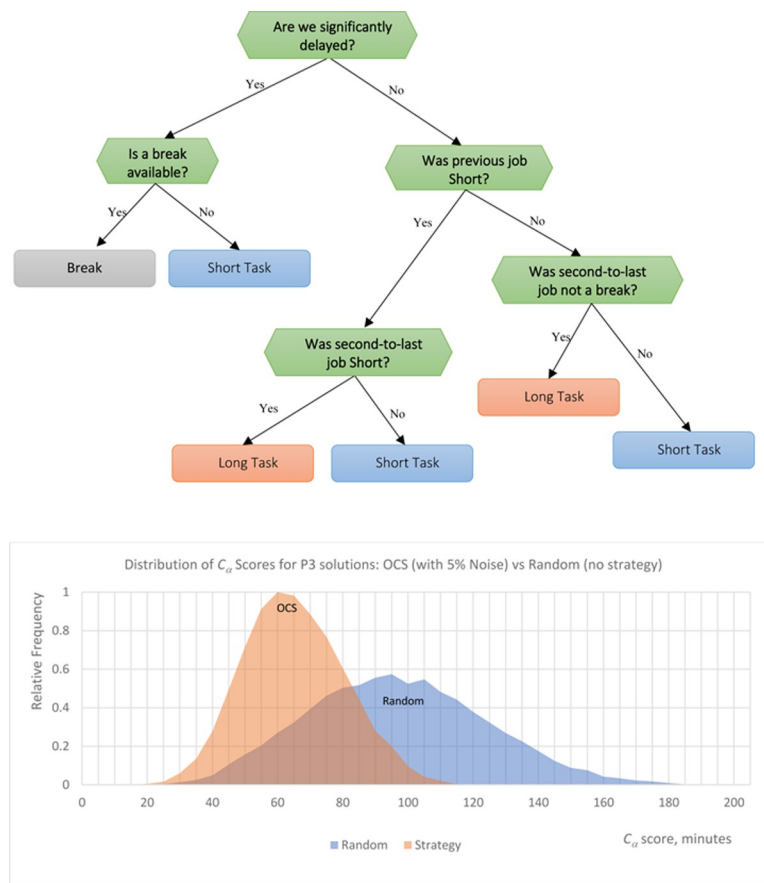 Are we significantly
delayed?
Yes
No
Is a break
available?
Was previous job
Short?
Yes
No
Yes
No
Break
Short Task
Was second-to-last
job not a break?
Was second-to-last
job Short?
Yes
No
Long Task
Yes
No
Short Task
Long Task
Short Task
Distribution of Cα Scores for P3 solutions: OCS (with 5% Noise) vs Random (no strategy)
Relative Frequency
1
0.8
0.6
0.4
0.2
0
OCS
Random
0 20 40 60 80 100 120 140 160 180 200
Random Strategy
Cα score, minutes